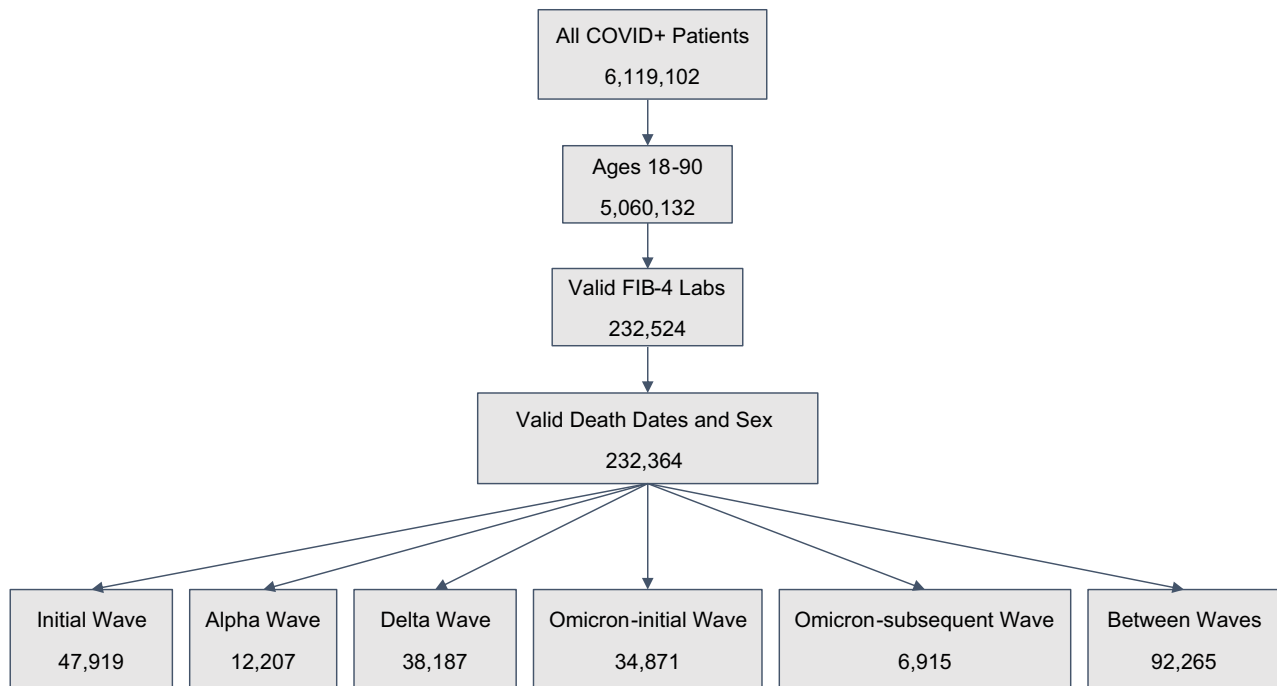 All COVID+ Patients
6,119,102
Ages 18-90
5,060,132
Valid FIB-4 Labs
232,524
Valid Death Dates and Sex
232,364
Initial Wave
47,919
Alpha Wave
12,207
Delta Wave
38,187
Omicron-initial Wave
34,871
Omicron-subsequent Wave
6,915
Between Waves
92,265